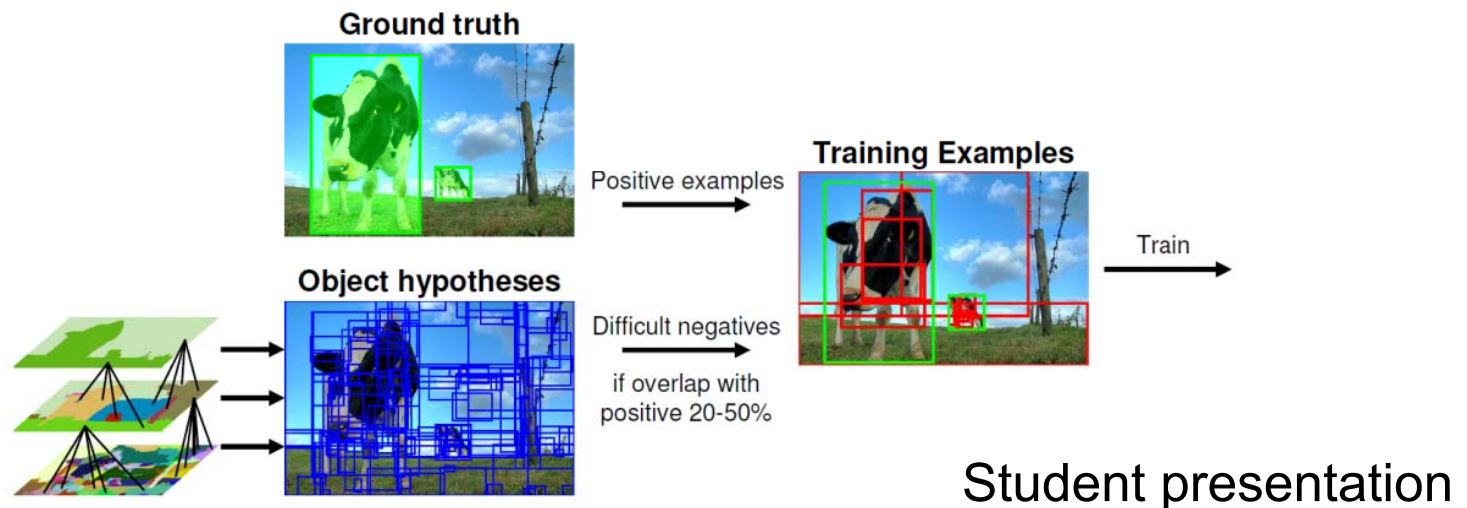 Ground truth
Positive examples
Training Examples
Train
Object hypotheses
Difficult negatives
if overlap with
positive 20-50%
Student presentation